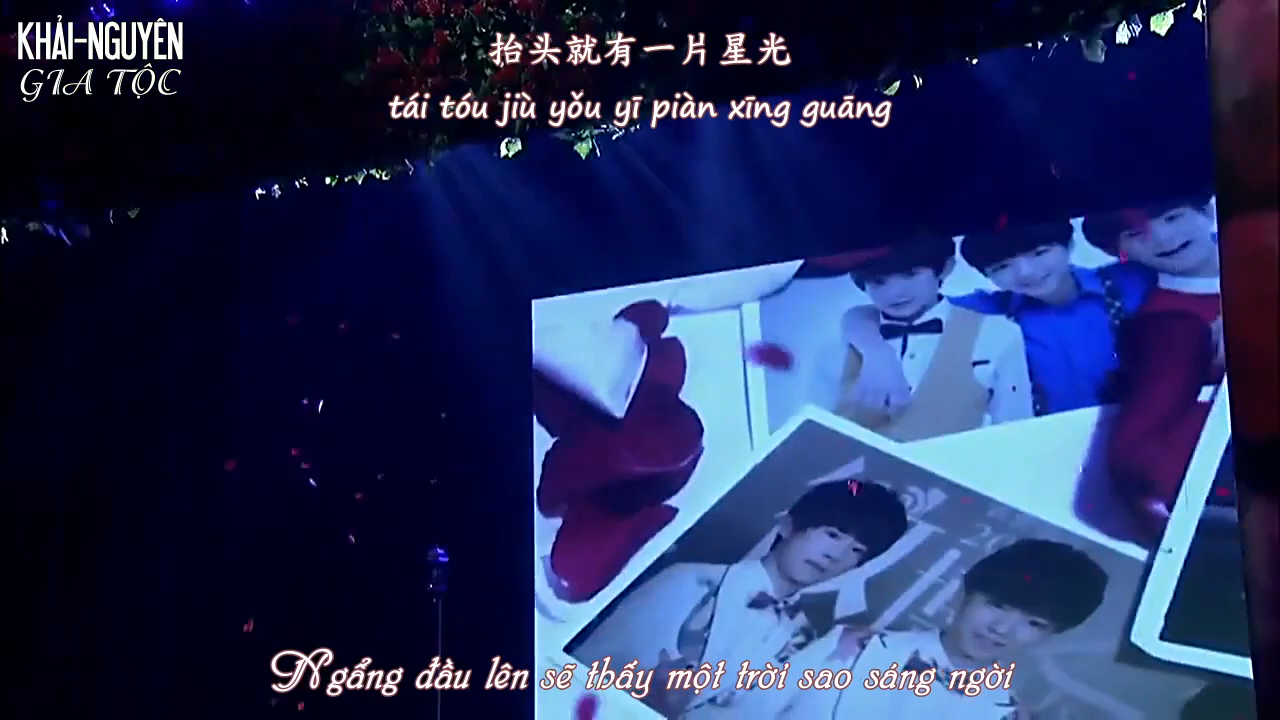 KHẢI-NGUYÊN
GIA TỘC
抬头就有一片星光
tái tóu jiù yǒu yī piàn xīng guāng
Ngẩng đầu lên sẽ thấy một trời sao sáng ngời